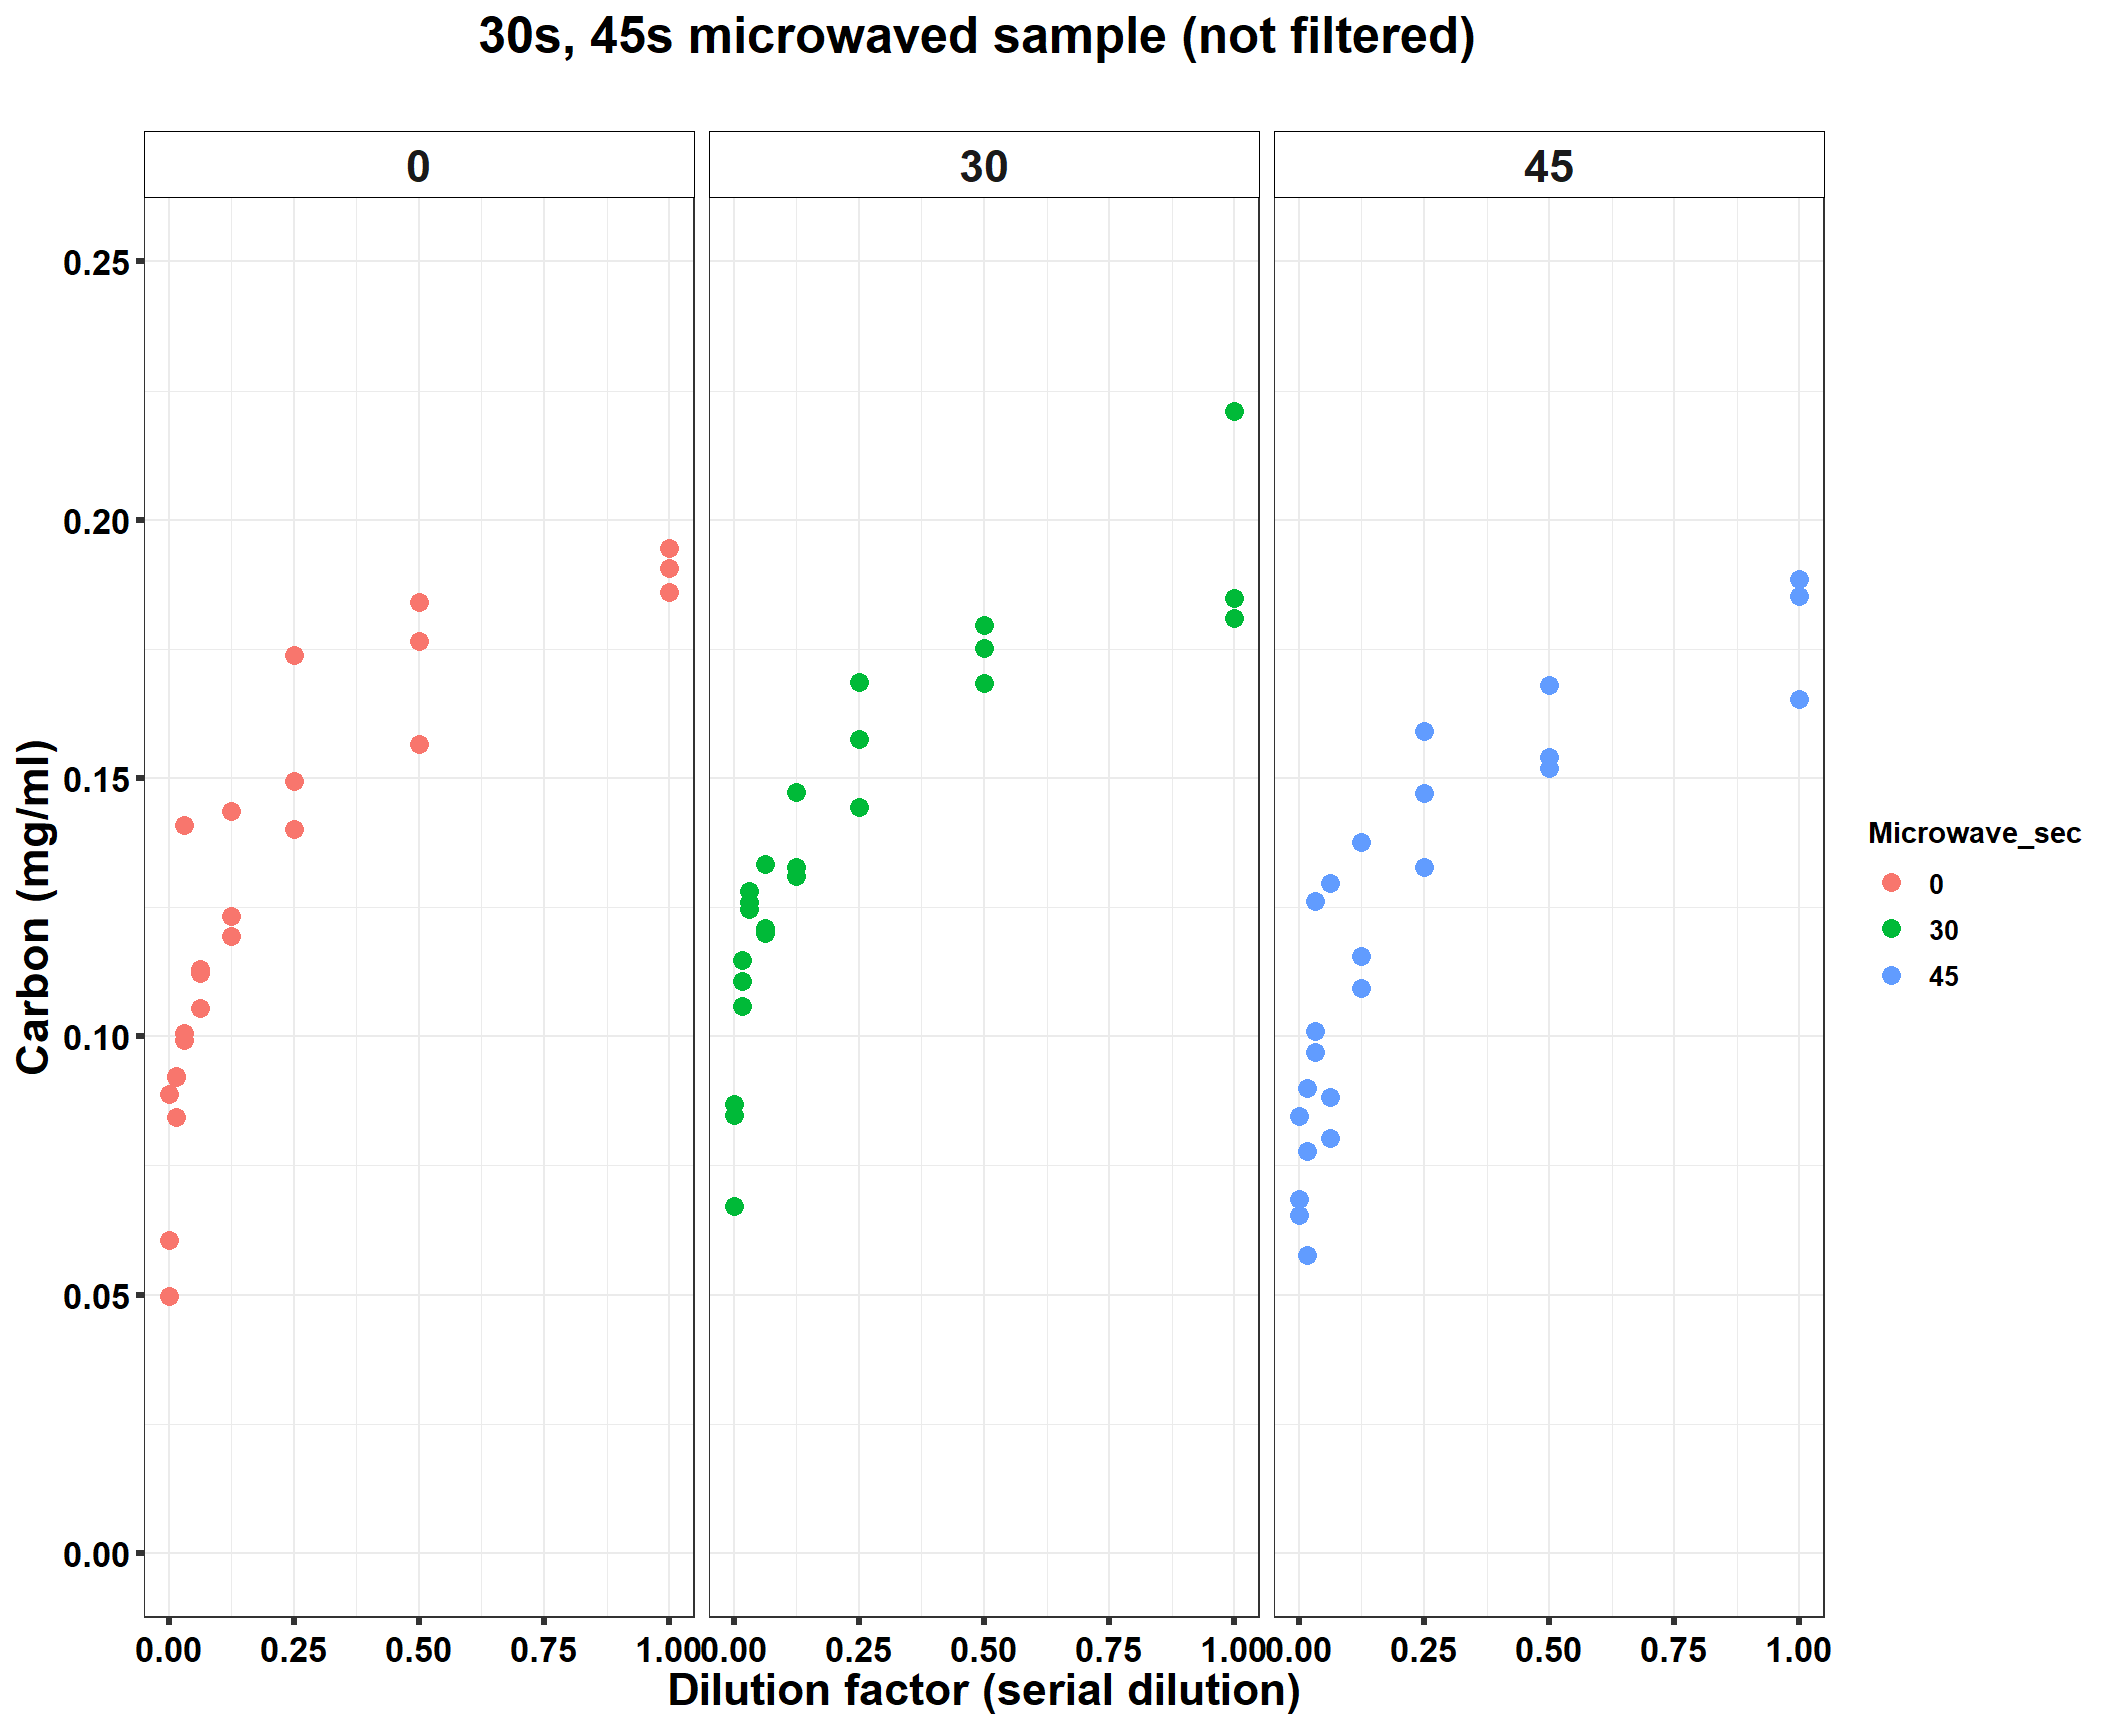 30s, 45s microwaved sample (not filtered)
0
30
45
0.25
0.20
0.15
0.10
0.05
0.00
Carbon (mg/ml)
0.00 0.25 0.50 0.75 1.00
0.00 0.25 0.50 0.75 1.00
0.00 0.25 0.50 0.75 1.00
Dilution factor (serial dilution)
Microwave_sec
0
30
45